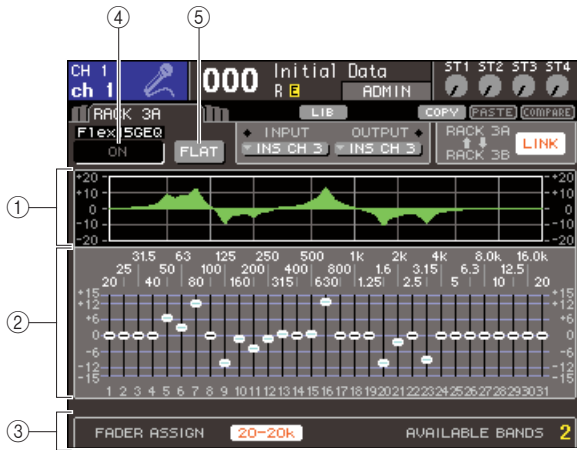 ④ ⑤
CH 1
ch 1
000 Initial Data
R E ADMIN
ST1 ST2 ST3 ST4
RACK 3A
LIB COPY PASTE COMPARE
Flex15GEQ
ON
FLAT
INPUT OUTPUT
INS CH 3 INS CH 3
RACK 3A
RACK 3B
LINK
①
+20 +20
+10 +10
0 0
-10 -10
-20 -20
②
31.5 63 125 250 500 1k 2k 4k 8.0k 16.0k
25 50 100 200 400 800 1.6 3.15 6.3 12.5
20 40 80 160 315 630 1.25 2.5 5 10 20
+15 +15
+12 +12
+6 +6
0 0
-6 -6
-12 -12
-15 -15
1 2 3 4 5 6 7 8 9 10 11 12 13 14 15 16 17 18 19 20 21 22 23 24 25 26 27 28 29 30 31
③
FADER ASSIGN 20-20k AVAILABLE BANDS 2